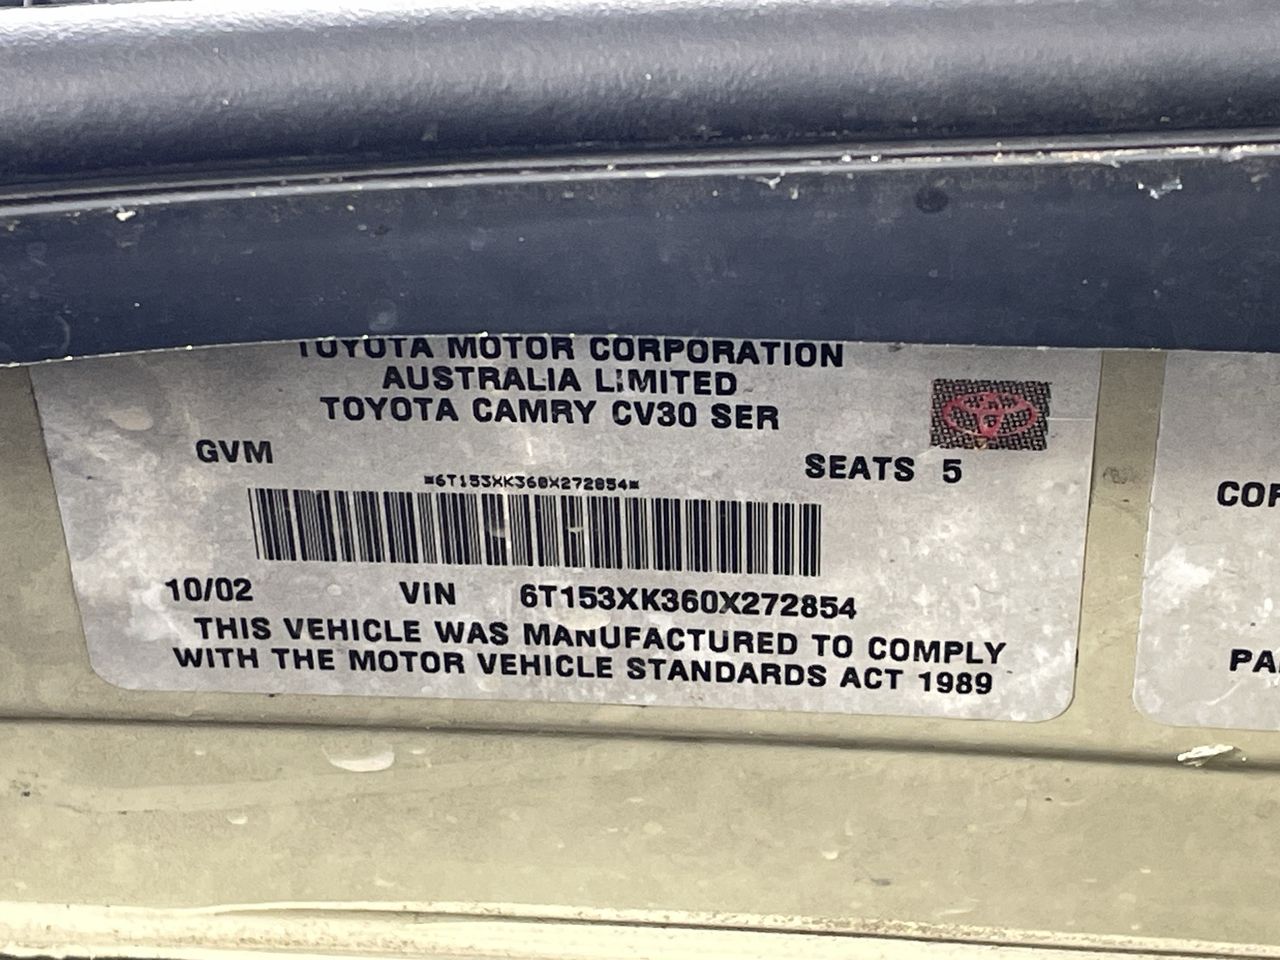 TOYOTA MOTOR CORPORATION
AUSTRALIA LIMITED
TOYOTA CAMRY CV30 SER
GVM
SEATS 5
*6T153XK360X272854*
10/02 VIN 6T153XK360X272854
THIS VEHICLE WAS MANUFACTURED TO COMPLY
WITH THE MOTOR VEHICLE STANDARDS ACT 1989